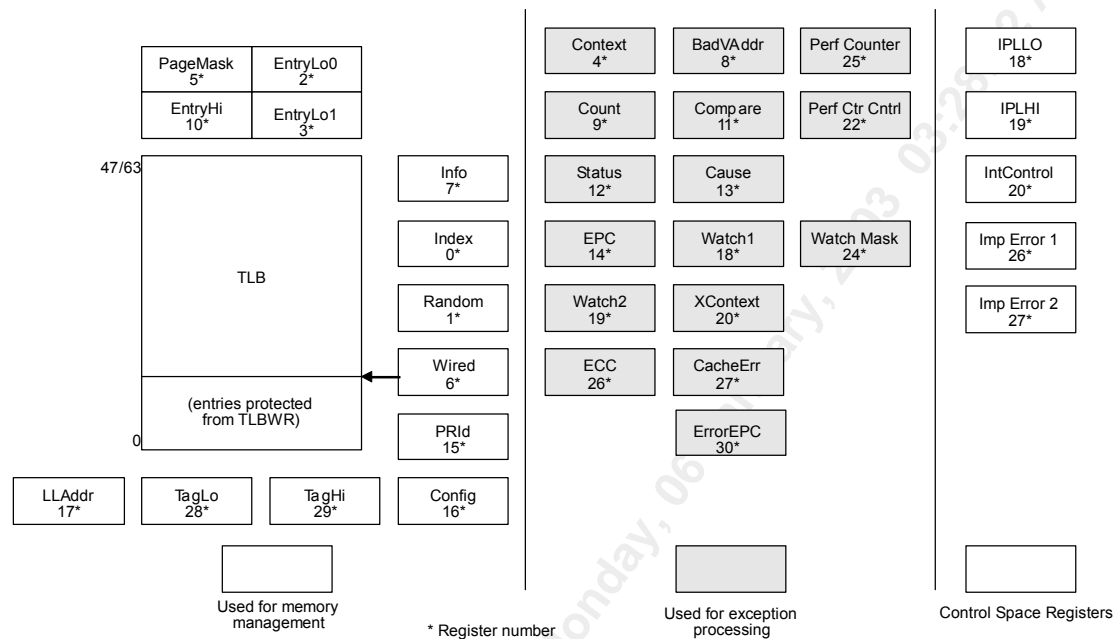 PageMask
5*
EntryLo0
2*
EntryHi
10*
EntryLo1
3*
47/63
TLB
(entries protected
from TLBWR)
0
Info
7*
Index
0*
Random
1*
Wired
6*
PRId
15*
LLAddr
17*
TagLo
28*
TagHi
29*
Config
16*
Used for memory
management
* Register number
Context
4*
BadVAddr
8*
Perf Counter
25*
Count
9*
Compare
11*
Perf Ctr Cntrl
22*
Status
12*
Cause
13*
EPC
14*
Watch1
18*
Watch Mask
24*
Watch2
19*
XContext
20*
ECC
26*
CacheErr
27*
ErrorEPC
30*
Used for exception
processing
IPLLO
18*
IPLHI
19*
IntControl
20*
Imp Error 1
26*
Imp Error 2
27*
Control Space Registers